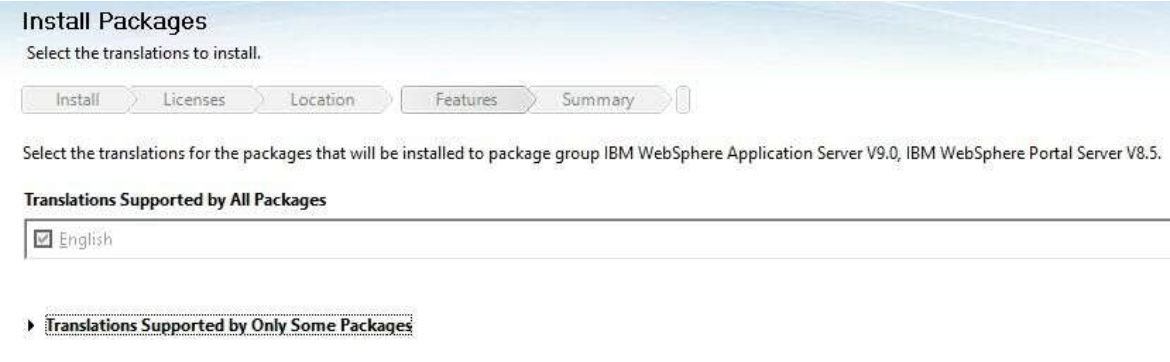 Install Packages
Select the translations to install.
Install Licenses Location Features Summary
Select the translations for the packages that will be installed to package group IBM WebSphere Application Server V9.0, IBM WebSphere Portal Server V8.5.
Translations Supported by All Packages
English
Translations Supported by Only Some Packages